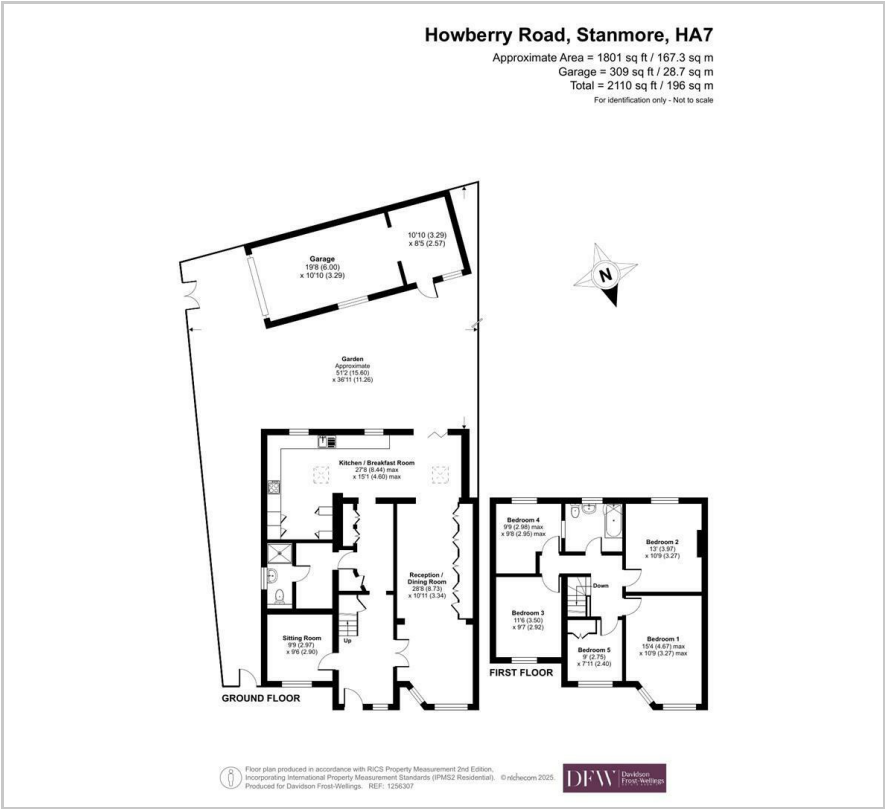 Howberry Road, Stanmore, HA7
Approximate Area = 1801 sq ft / 167.3 sq m
Garage = 309 sq ft / 28.7 sq m
Total = 2110 sq ft / 196 sq m
For identification only - Not to scale
10'10 (3.29)
x 8'5 (2.57)
Garage
19'8 (6.00)
x 10'10 (3.29)
N
Garden
Approximate
51'2 (15.60)
x 36'11 (11.26)
Kitchen / Breakfast Room
27'8 (8.44) max
x 15'1 (4.60) max
Reception /
Dining Room
28'8 (8.73)
x 10'11 (3.34)
Sitting Room
9'9 (2.97)
x 9'6 (2.90)
Up
GROUND FLOOR
Bedroom 4
9'9 (2.98) max
x 9'8 (2.95) max
Bedroom 2
13' (3.97)
x 10'9 (3.27)
Down
Bedroom 3
11'6 (3.50)
x 9'7 (2.92)
Bedroom 1
15'4 (4.67) max
x 10'9 (3.27) max
Bedroom 5
9' (2.75)
x 7'11 (2.40)
FIRST FLOOR
Floor plan produced in accordance with RICS Property Measurement 2nd Edition,
Incorporating International Property Measurement Standards (IPMS2 Residential). © nichecom 2025.
Produced for Davidson Frost-Wellings. REF: 1256307
DFW
Davidson
Frost-Wellings